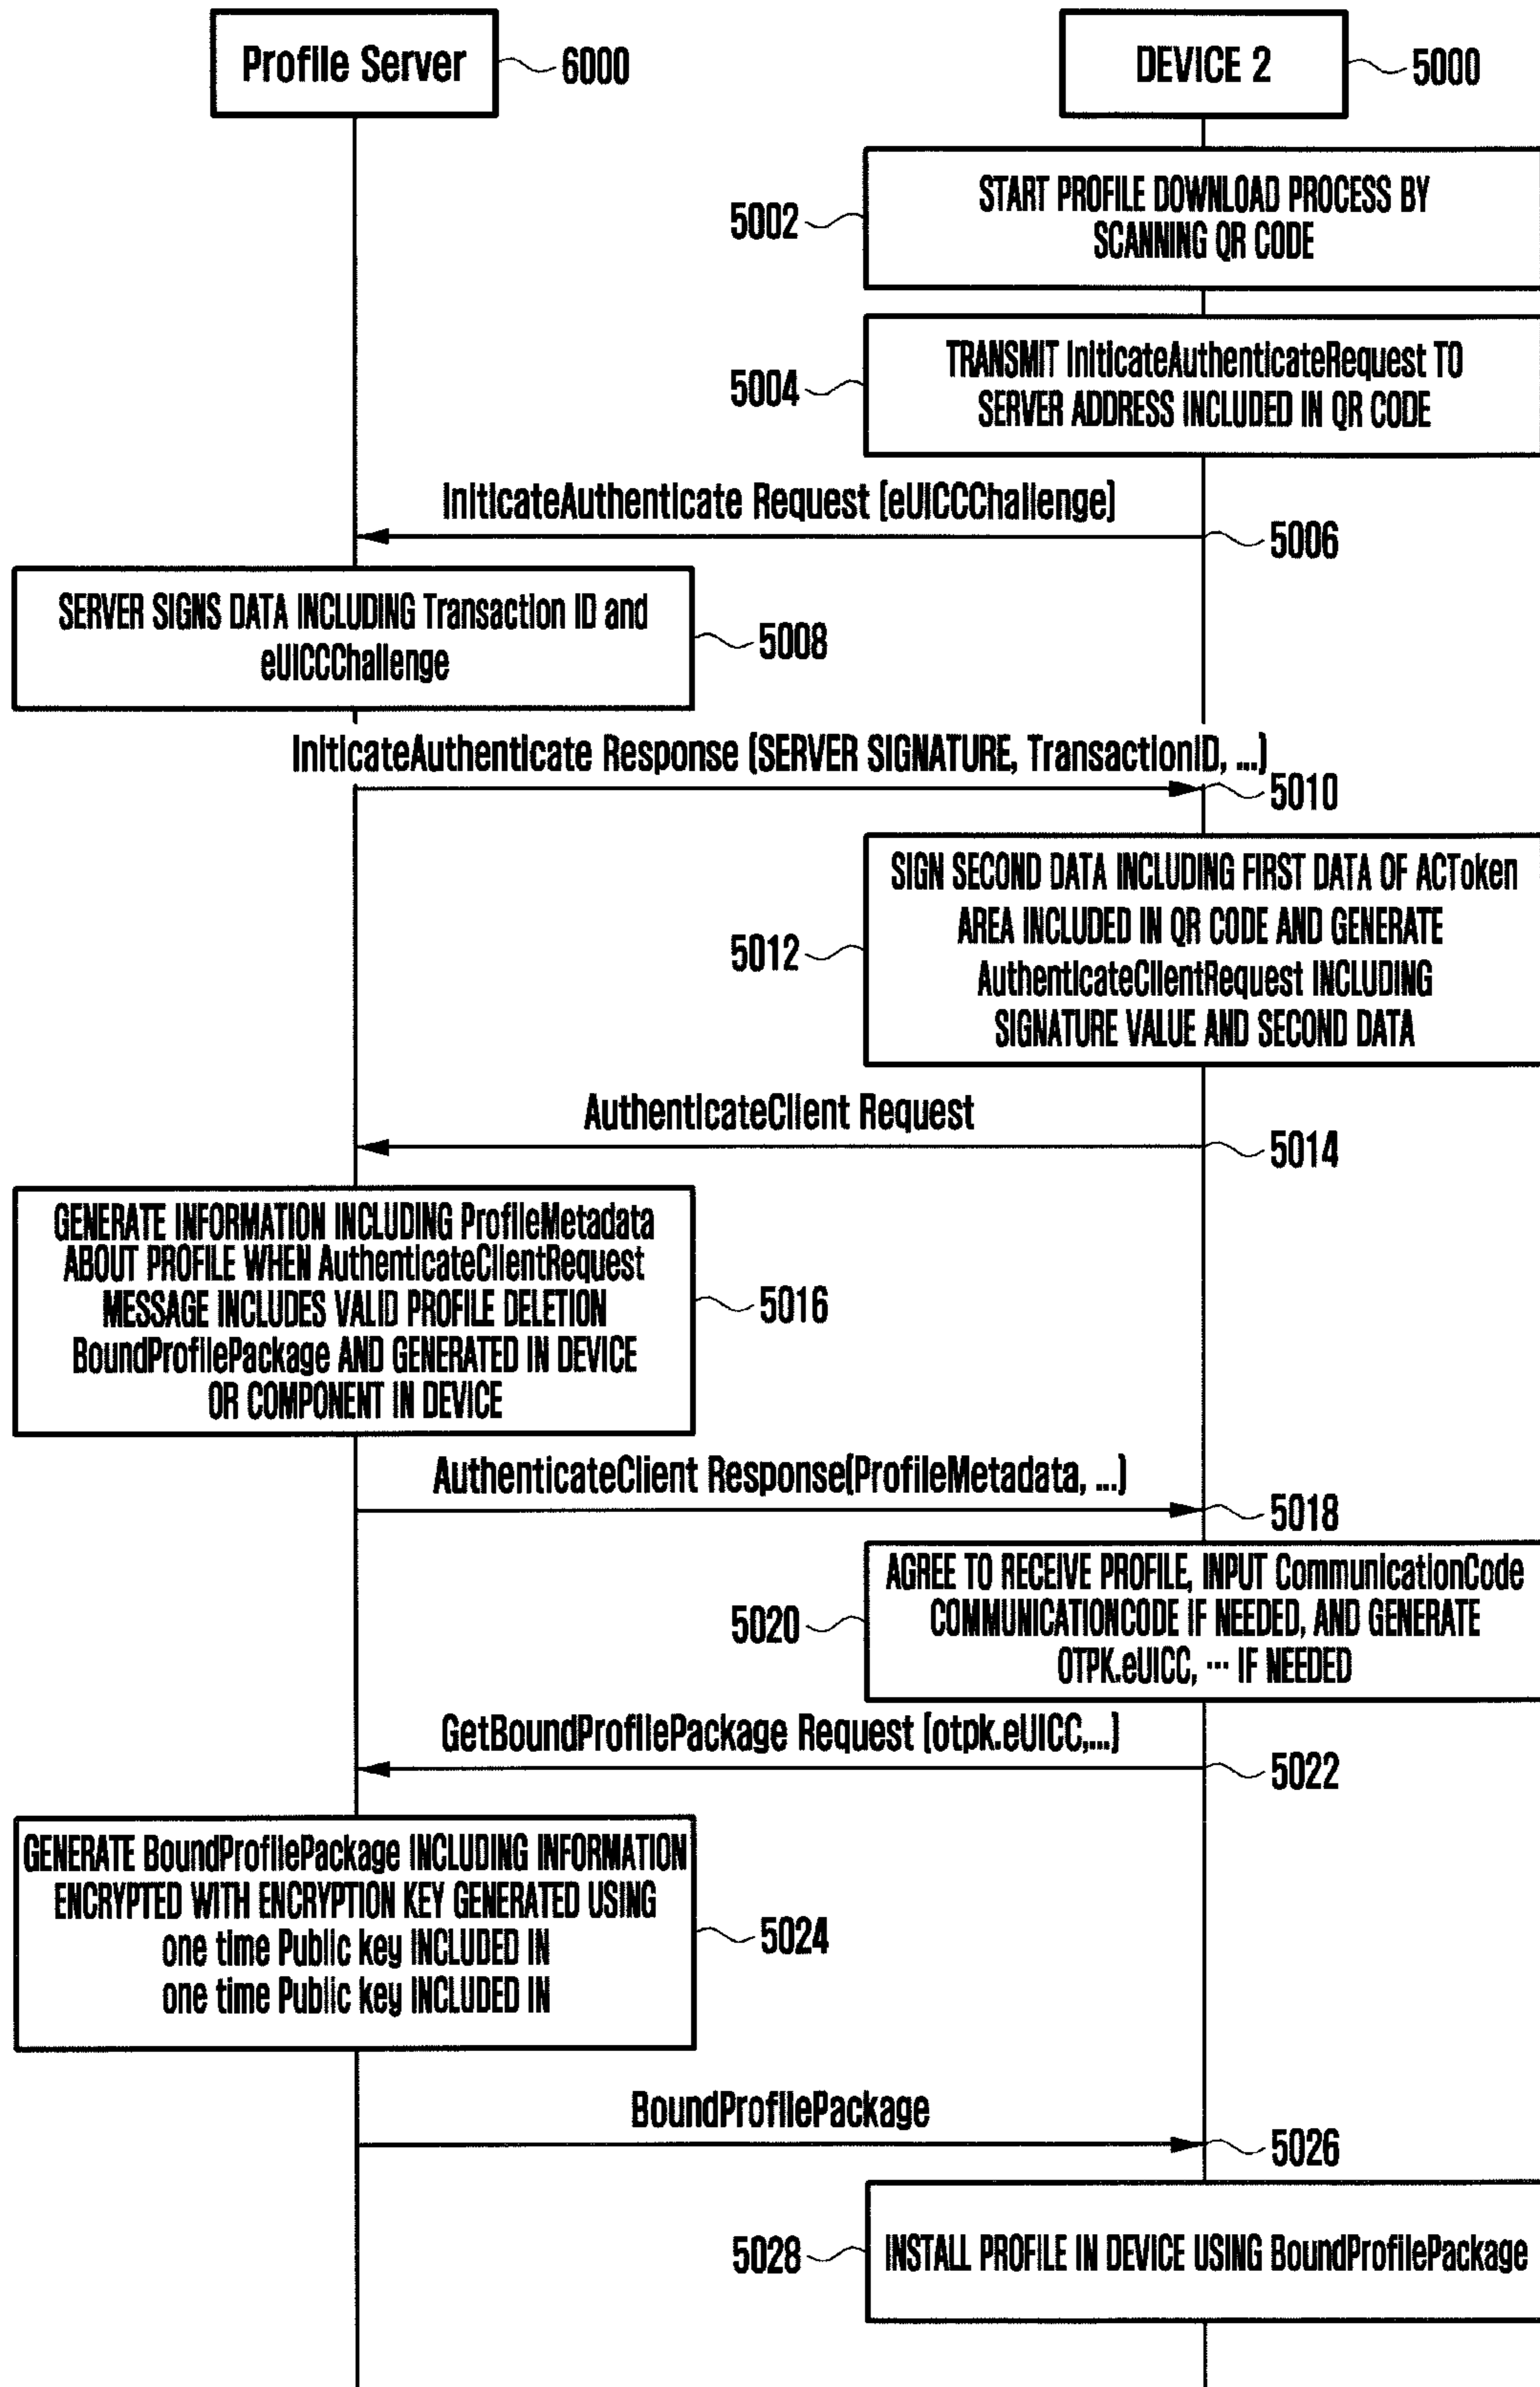 Profile Server
6000
DEVICE 2
5000
5002
START PROFILE DOWNLOAD PROCESS BY
SCANNING QR CODE
5004
TRANSMIT IniticateAuthenticateRequest TO
SERVER ADDRESS INCLUDED IN QR CODE
IniticateAuthenticate Request (eUICCChallenge)
5006
SERVER SIGNS DATA INCLUDING Transaction ID and
eUICCChallenge
5008
IniticateAuthenticate Response (SERVER SIGNATURE, TransactionID, ...)
5010
5012
SIGN SECOND DATA INCLUDING FIRST DATA OF ACToken
AREA INCLUDED IN QR CODE AND GENERATE
AuthenticateClientRequest INCLUDING
SIGNATURE VALUE AND SECOND DATA
AuthenticateClient Request
5014
GENERATE INFORMATION INCLUDING ProfileMetadata
ABOUT PROFILE WHEN AuthenticateClientRequest
MESSAGE INCLUDES VALID PROFILE DELETION
BoundProfilePackage AND GENERATED IN DEVICE
OR COMPONENT IN DEVICE
5016
AuthenticateClient Response(ProfileMetadata, ...)
5018
5020
AGREE TO RECEIVE PROFILE, INPUT CommunicationCode
COMMUNICATIONCODE IF NEEDED, AND GENERATE
OTPK.eUICC, ... IF NEEDED
GetBoundProfilePackage Request (otpk.eUICC,...)
5022
GENERATE BoundProfilePackage INCLUDING INFORMATION
ENCRYPTED WITH ENCRYPTION KEY GENERATED USING
one time Public key INCLUDED IN
one time Public key INCLUDED IN
5024
BoundProfilePackage
5026
5028
INSTALL PROFILE IN DEVICE USING BoundProfilePackage